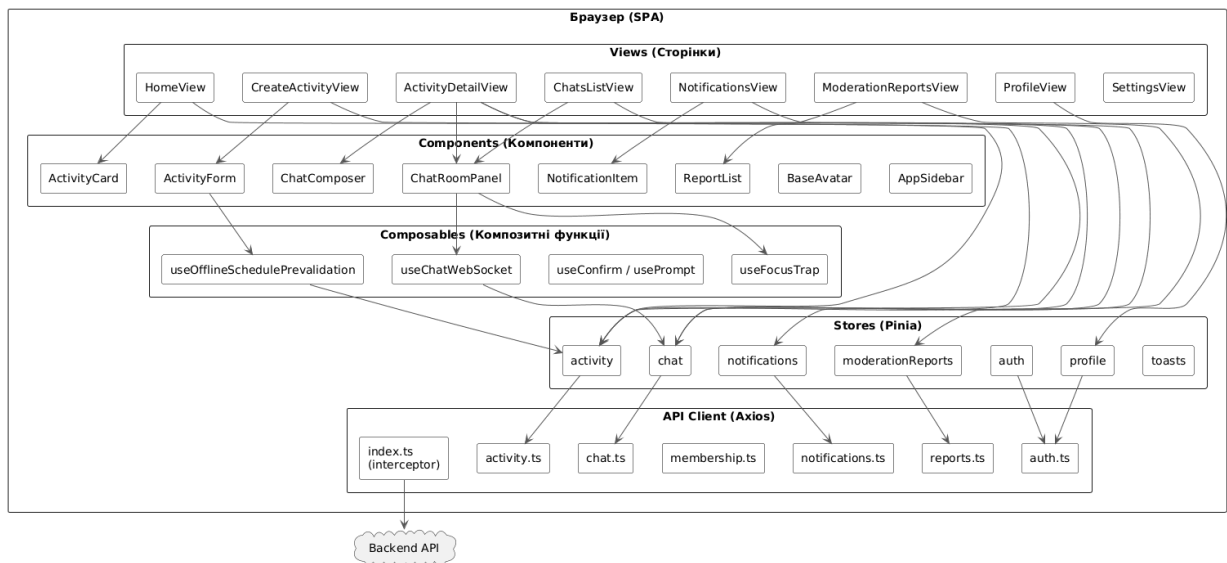 Браузер (SPA)
Views (Сторінки)
HomeView
CreateActivityView
ActivityDetailView
ChatsListView
NotificationsView
ModerationReportsView
ProfileView
SettingsView
Components (Компоненти)
ActivityCard
ActivityForm
ChatComposer
ChatRoomPanel
NotificationItem
ReportList
BaseAvatar
AppSidebar
Composables (Композитні функції)
useOfflineSchedulePrevalidation
useChatWebSocket
useConfirm / usePrompt
useFocusTrap
Stores (Pinia)
activity
chat
notifications
moderationReports
auth
profile
toasts
API Client (Axios)
index.ts
(interceptor)
activity.ts
chat.ts
membership.ts
notifications.ts
reports.ts
auth.ts
Backend API